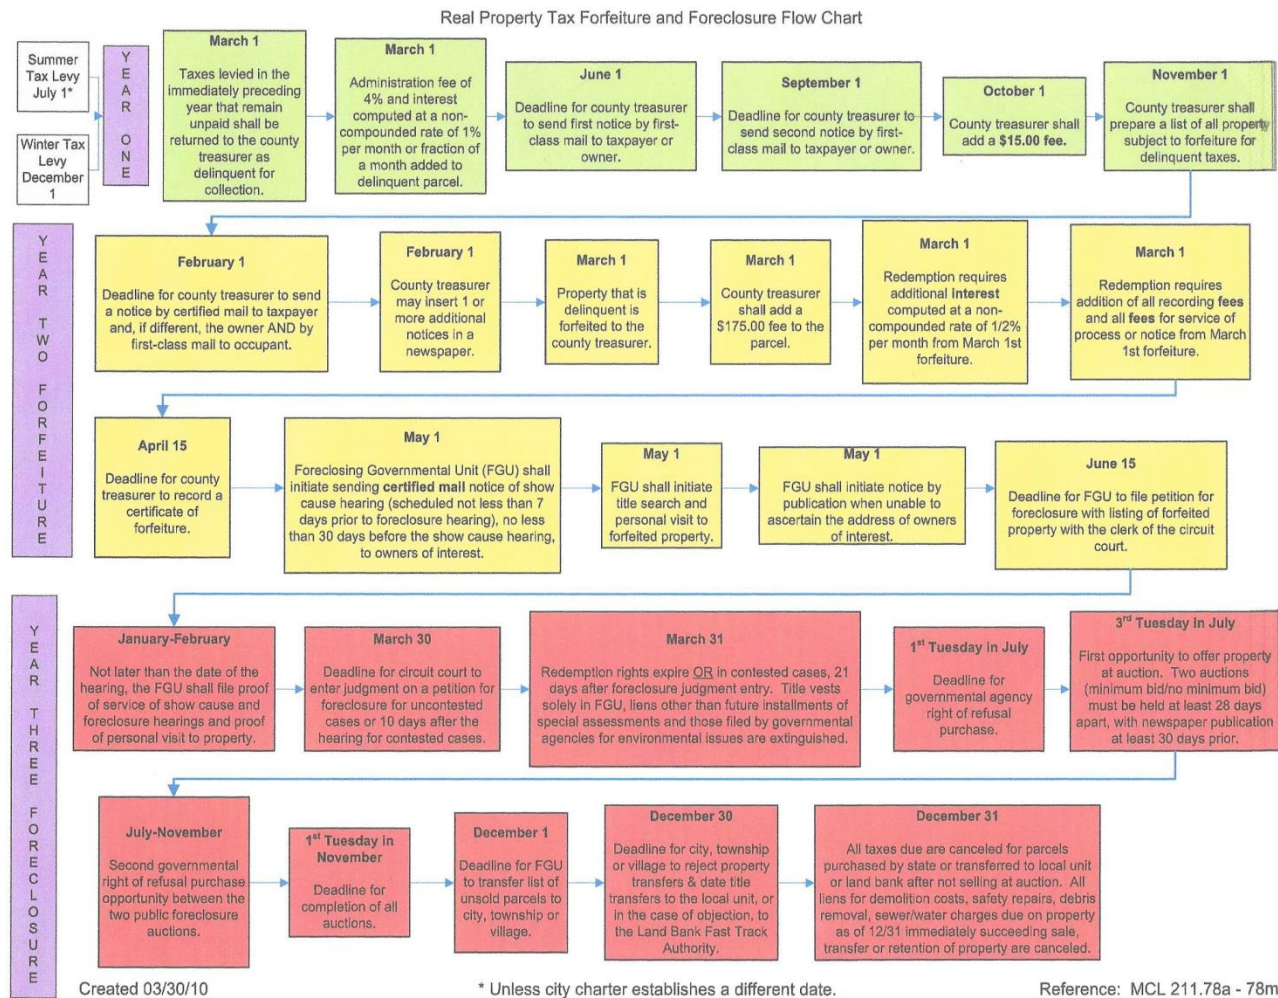 Real Property Tax Forfeiture and Foreclosure Flow Chart
Summer
Tax Levy
July 1*
Winter Tax
Levy
December
1
YEAR ONE
March 1
Taxes levied in the
immediately preceding
year that remain
unpaid shall be
returned to the county
treasurer as
delinquent for
collection.
March 1
Administration fee of
4% and interest
computed at a non-
compounded rate of 1%
per month or fraction of
a month added to
delinquent parcel.
June 1
Deadline for county treasurer
to send first notice by first-
class mail to taxpayer or
owner.
September 1
Deadline for county treasurer to
send second notice by first-
class mail to taxpayer or owner.
October 1
County treasurer shall
add a $15.00 fee.
November 1
County treasurer shall
prepare a list of all property
subject to forfeiture for
delinquent taxes.
YEAR TWO FORFEITURE
February 1
Deadline for county treasurer to send
a notice by certified mail to taxpayer
and, if different, the owner AND by
first-class mail to occupant.
February 1
County treasurer
may insert 1 or
more additional
notices in a
newspaper.
March 1
Property that is
delinquent is
forfeited to the
county treasurer.
March 1
County treasurer
shall add a
$175.00 fee to the
parcel.
March 1
Redemption requires
additional interest
computed at a non-
compounded rate of 1/2%
per month from March 1st
forfeiture.
March 1
Redemption requires
addition of all recording fees
and all fees for service of
process or notice from March
1st forfeiture.
April 15
Deadline for county
treasurer to record a
certificate of
forfeiture.
May 1
Foreclosing Governmental Unit (FGU) shall
initiate sending certified mail notice of show
cause hearing (scheduled not less than 7
days prior to foreclosure hearing), no less
than 30 days before the show cause hearing,
to owners of interest.
May 1
FGU shall initiate
title search and
personal visit to
forfeited property.
May 1
FGU shall initiate notice by
publication when unable to
ascertain the address of owners
of interest.
June 15
Deadline for FGU to file petition for
foreclosure with listing of forfeited
property with the clerk of the circuit
court.
YEAR THREE FORECLOSURE
January-February
Not later than the date of the
hearing, the FGU shall file proof
of service of show cause and
foreclosure hearings and proof
of personal visit to property.
March 30
Deadline for circuit court to
enter judgment on a petition for
foreclosure for uncontested
cases or 10 days after the
hearing for contested cases.
March 31
Redemption rights expire OR in contested cases, 21
days after foreclosure judgment entry. Title vests
solely in FGU, liens other than future installments of
special assessments and those filed by governmental
agencies for environmental issues are extinguished.
1st Tuesday in July
Deadline for
governmental agency
right of refusal
purchase.
3rd Tuesday in July
First opportunity to offer property
at auction. Two auctions
(minimum bid/no minimum bid)
must be held at least 28 days
apart, with newspaper publication
at least 30 days prior.
July-November
Second governmental
right of refusal purchase
opportunity between the
two public foreclosure
auctions.
1st Tuesday in
November
Deadline for
completion of all
auctions.
December 1
Deadline for FGU
to transfer list of
unsold parcels to
city, township or
village.
December 30
Deadline for city, township
or village to reject property
transfers & date title
transfers to the local unit, or
in the case of objection, to
the Land Bank Fast Track
Authority.
December 31
All taxes due are canceled for parcels
purchased by state or transferred to local unit
or land bank after not selling at auction. All
liens for demolition costs, safety repairs, debris
removal, sewer/water charges due on property
as of 12/31 immediately succeeding sale,
transfer or retention of property are canceled.
Created 03/30/10
* Unless city charter establishes a different date.
Reference: MCL 211.78a - 78m